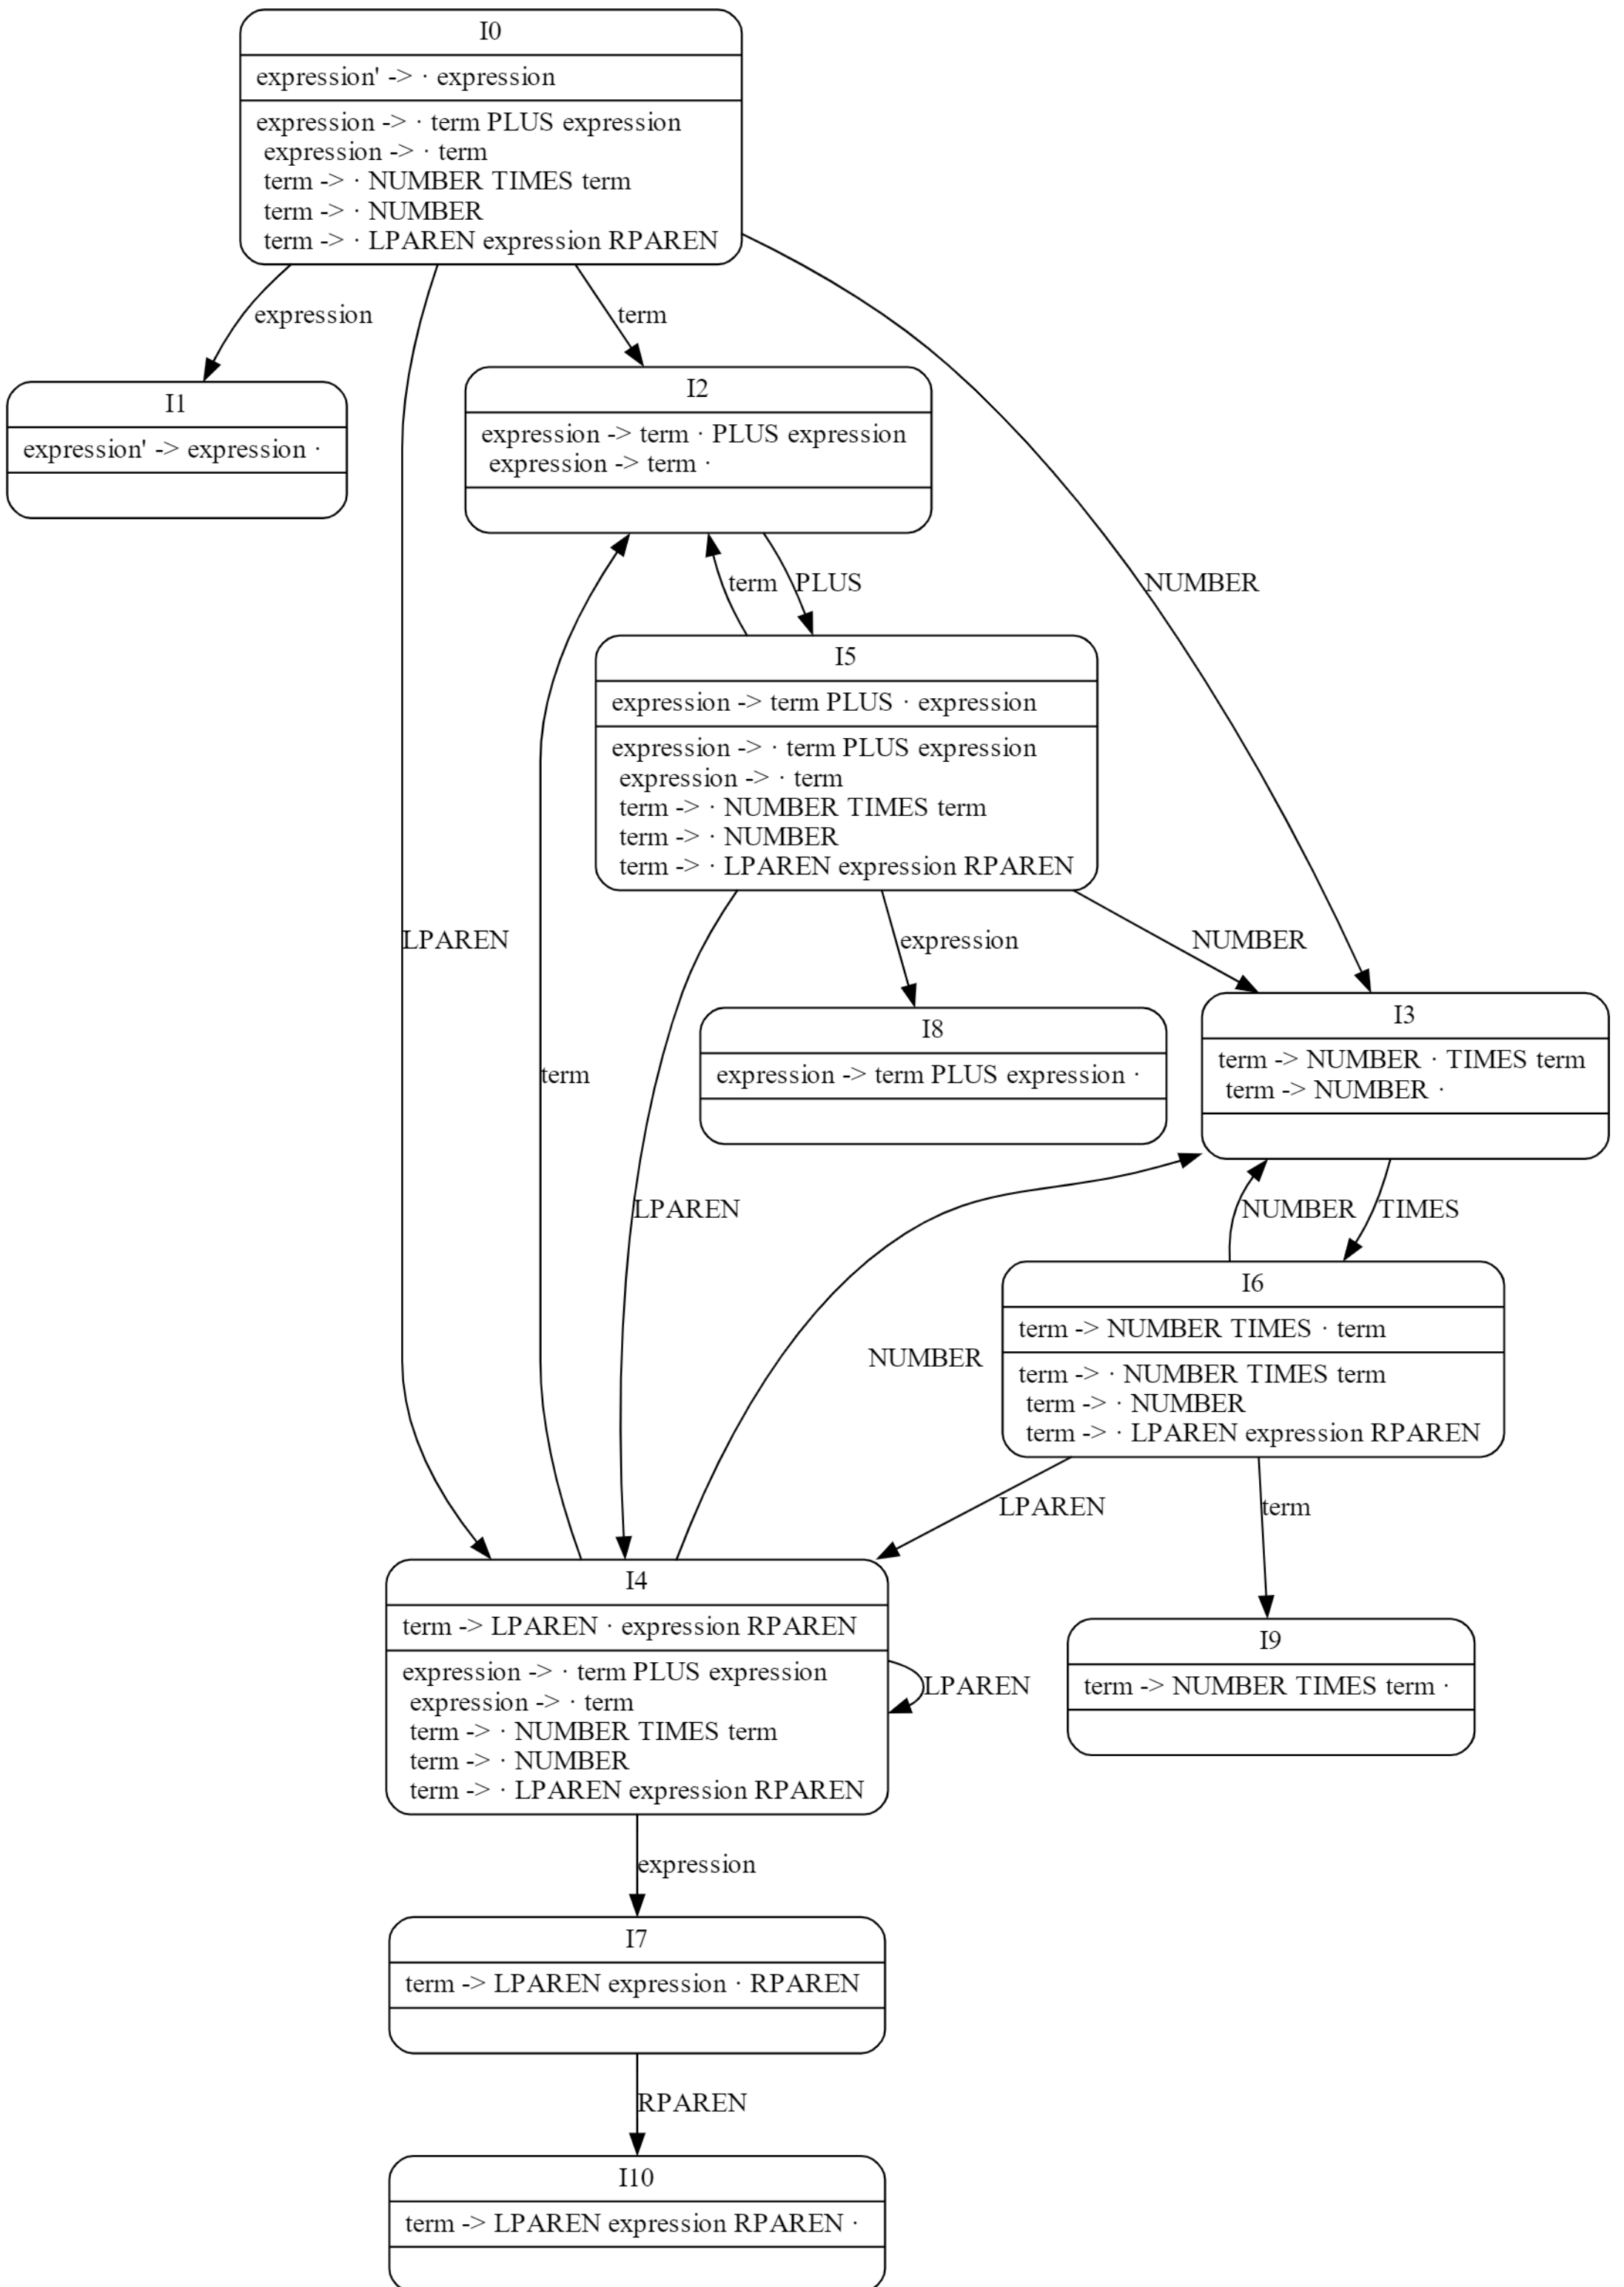 I0
expression' -> · expression
expression -> · term PLUS expression
expression -> · term
term -> · NUMBER TIMES term
term -> · NUMBER
term -> · LPAREN expression RPAREN
expression
term
I1
expression' -> expression ·
I2
expression -> term · PLUS expression
expression -> term ·
term
PLUS
NUMBER
I5
expression -> term PLUS · expression
expression -> · term PLUS expression
expression -> · term
term -> · NUMBER TIMES term
term -> · NUMBER
term -> · LPAREN expression RPAREN
LPAREN
expression
NUMBER
I8
expression -> term PLUS expression ·
I3
term -> NUMBER · TIMES term
term -> NUMBER ·
term
LPAREN
NUMBER
TIMES
I6
term -> NUMBER TIMES · term
term -> · NUMBER TIMES term
term -> · NUMBER
term -> · LPAREN expression RPAREN
NUMBER
LPAREN
term
I4
term -> LPAREN · expression RPAREN
expression -> · term PLUS expression
expression -> · term
term -> · NUMBER TIMES term
term -> · NUMBER
term -> · LPAREN expression RPAREN
LPAREN
I9
term -> NUMBER TIMES term ·
expression
I7
term -> LPAREN expression · RPAREN
RPAREN
I10
term -> LPAREN expression RPAREN ·